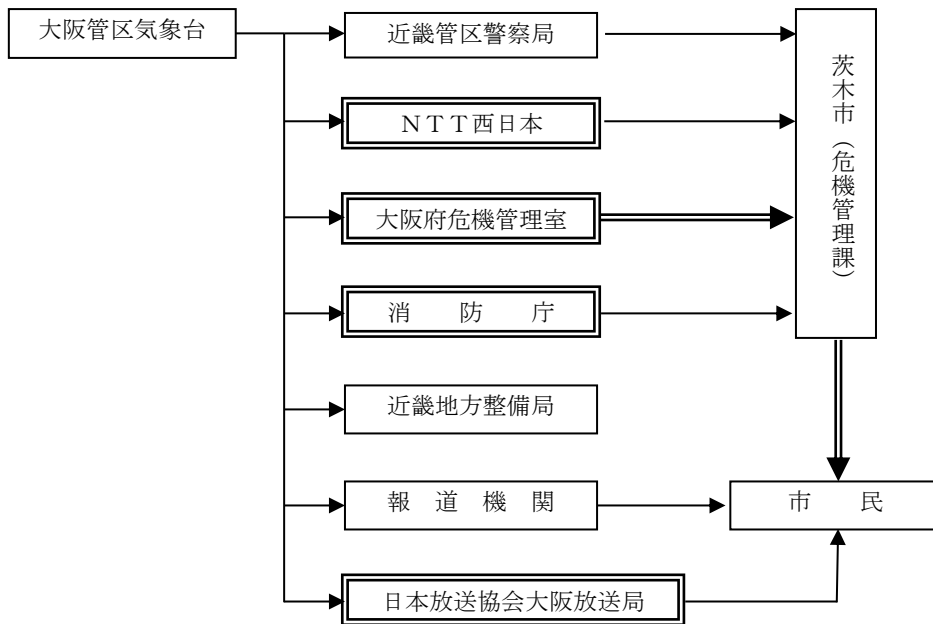 大阪管区気象台
近畿管区警察局
ＮＴＴ西日本
大阪府危機管理室
消　防　庁
近畿地方整備局
報　道　機　関
日本放送協会大阪放送局
茨木市（危機管理課）
市　民